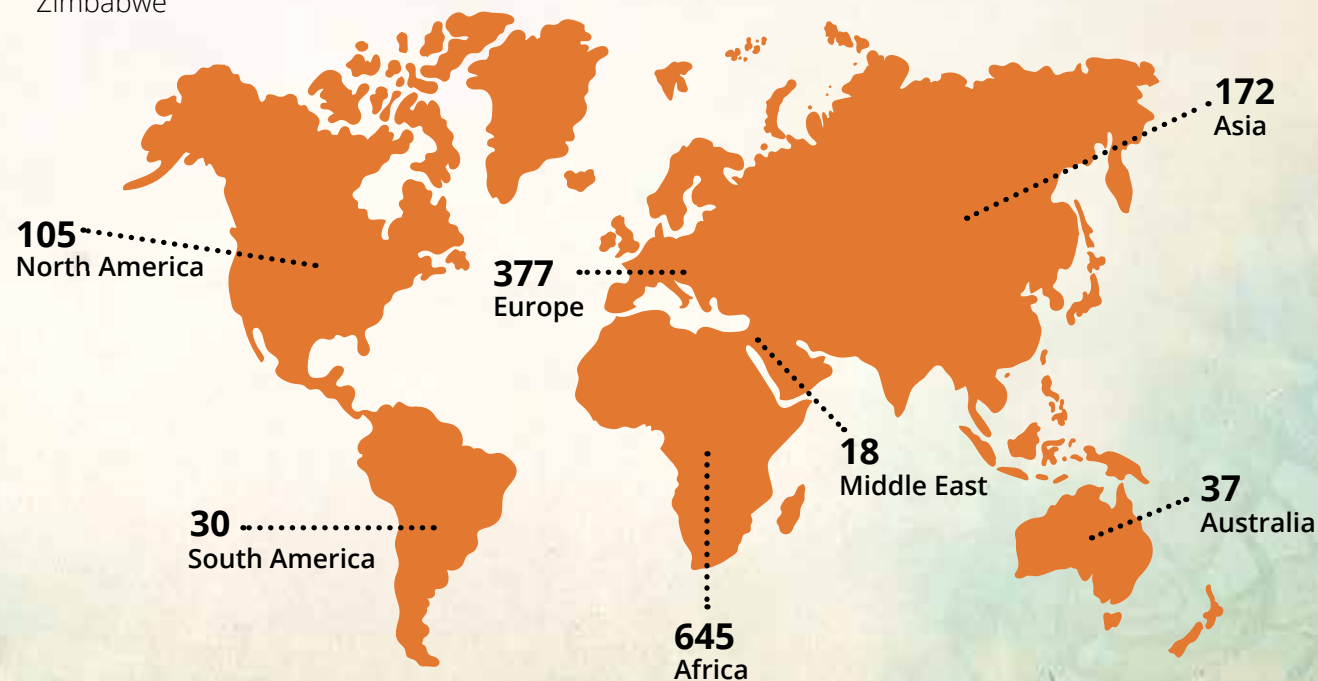 Zimbabwe
172
Asia
105
North America
377
Europe
18
Middle East
37
Australia
30
South America
645
Africa